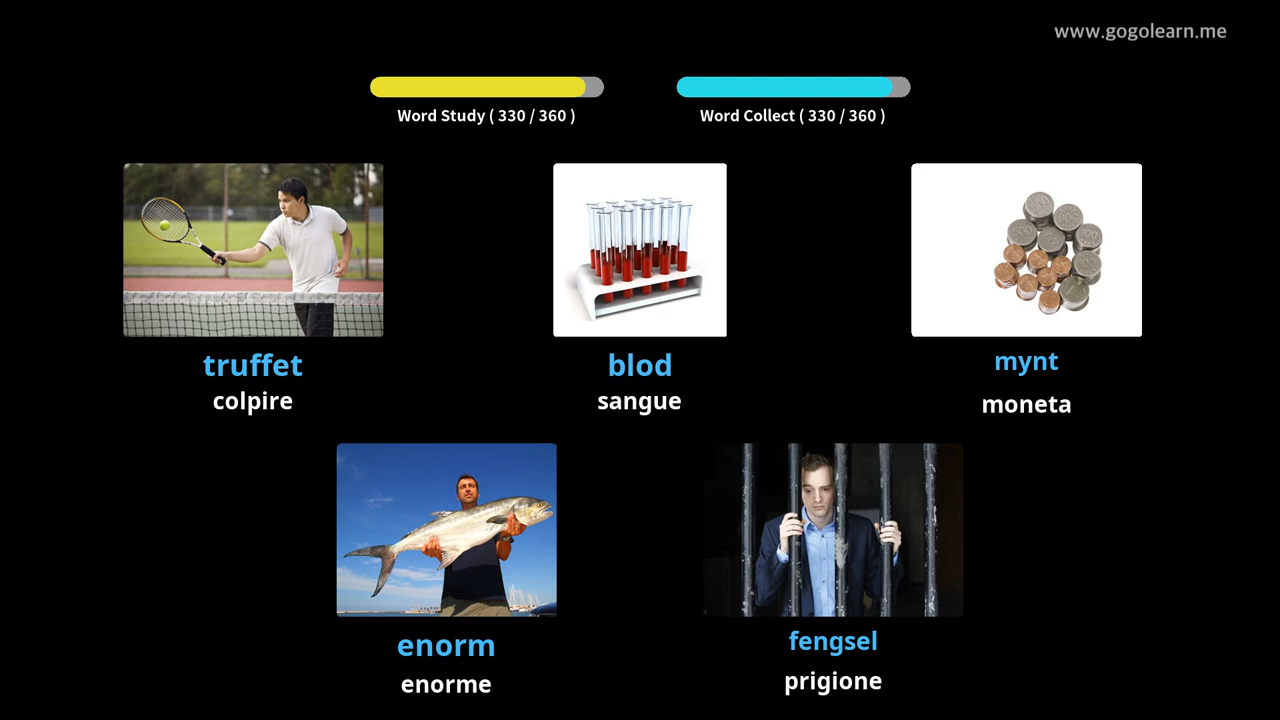 www.gogolearn.me
Word Study ( 330 / 360 )
Word Collect ( 330 / 360 )
truffet
colpire
blod
sangue
mynt
moneta
enorm
enorme
fengsel
prigione